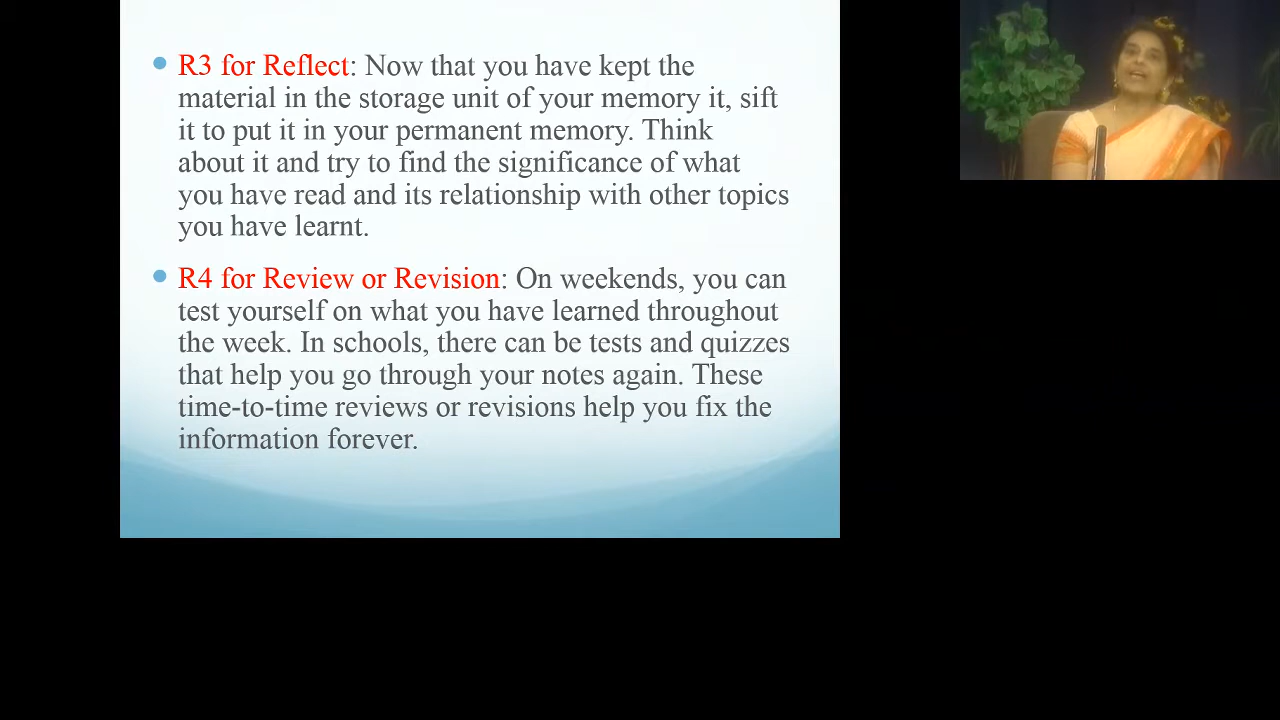 R3 for Reflect: Now that you have kept the
material in the storage unit of your memory it, sift
it to put it in your permanent memory. Think
about it and try to find the significance of what
you have read and its relationship with other topics
you have learnt.
R4 for Review or Revision: On weekends, you can
test yourself on what you have learned throughout
the week. In schools, there can be tests and quizzes
that help you go through your notes again. These
time-to-time reviews or revisions help you fix the
information forever.